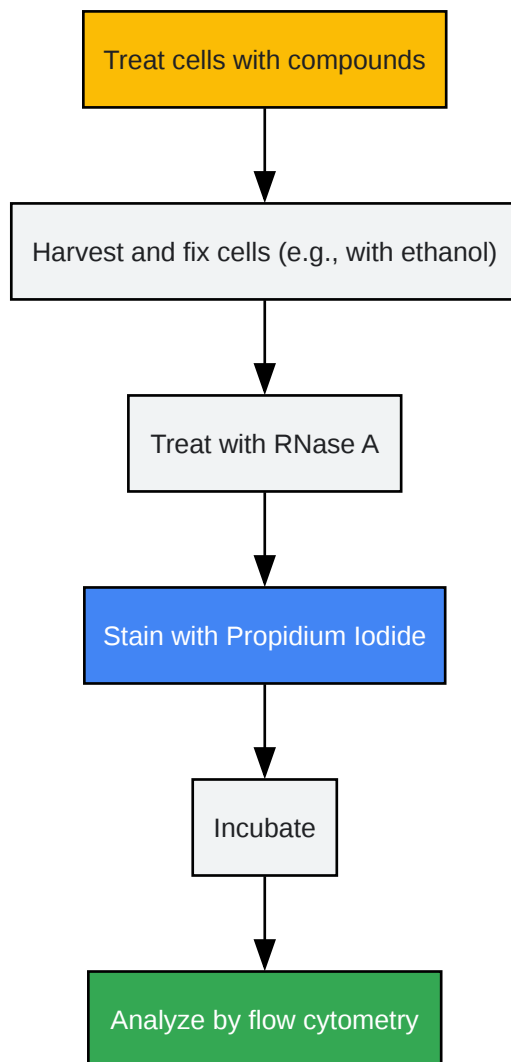 Treat cells with compounds
Harvest and fix cells (e.g., with ethanol)
Treat with RNase A
Stain with Propidium Iodide
Incubate
Analyze by flow cytometry